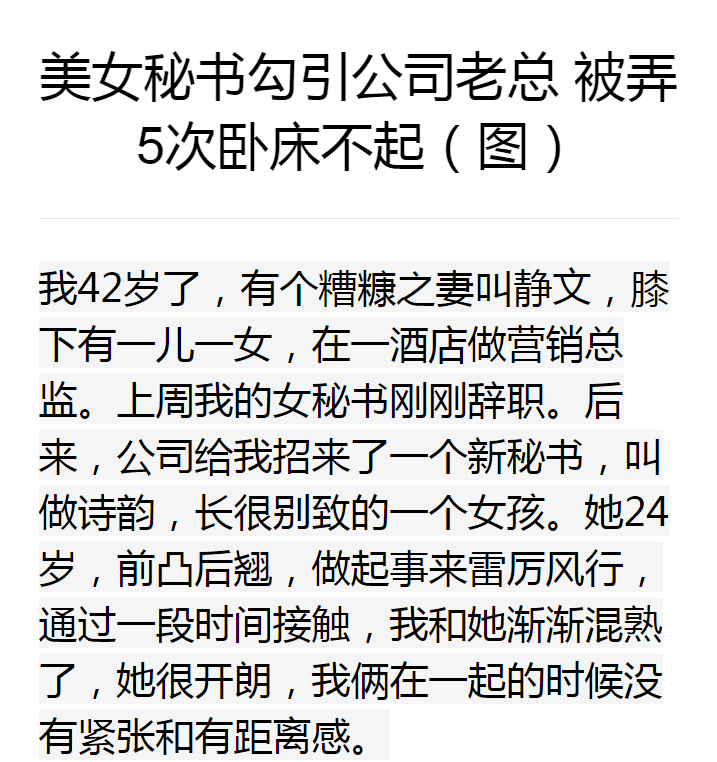 美女秘书勾引公司老总 被弄
5次卧床不起（图）
我42岁了，有个糟糠之妻叫静文，膝
下有一儿一女，在一酒店做营销总
监。上周我的女秘书刚刚辞职。后
来，公司给我招来了一个新秘书，叫
做诗韵，长很别致的一个女孩。她24
岁，前凸后翘，做起事来雷厉风行，
通过一段时间接触，我和她渐渐混熟
了，她很开朗，我俩在一起的时候没
有紧张和有距离感。